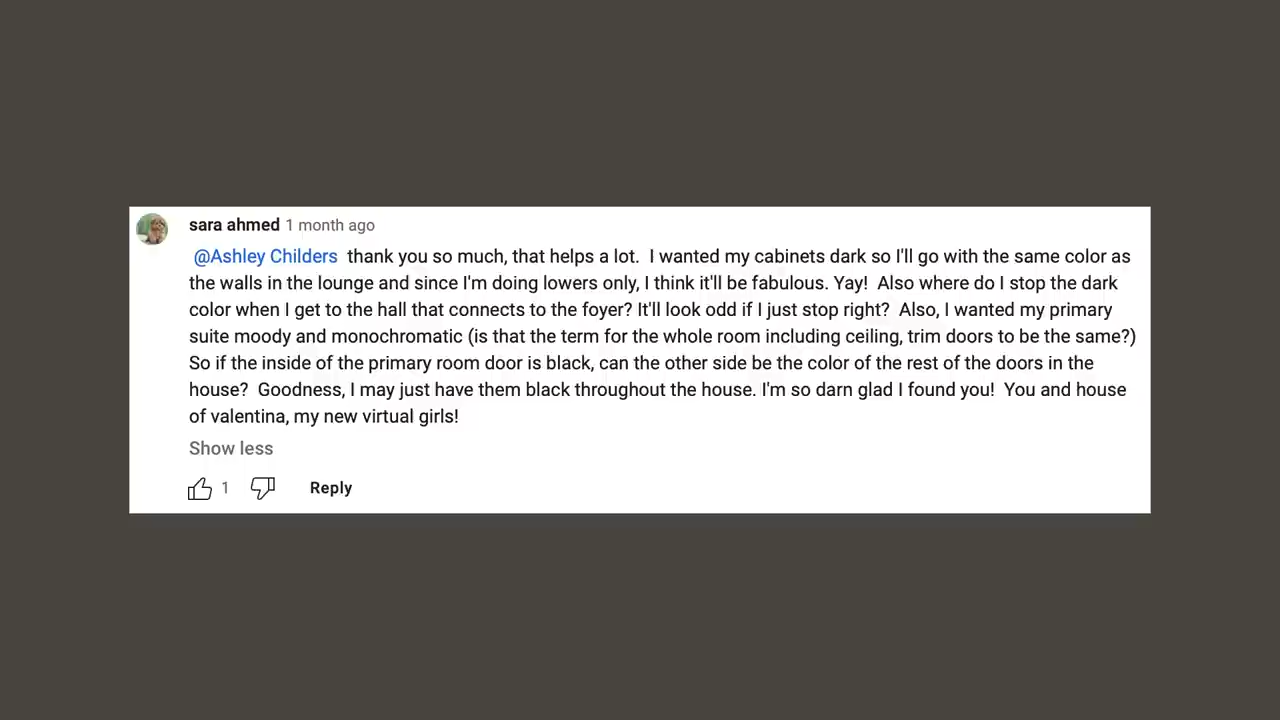 sara ahmed 1 month ago
@Ashley Childers thank you so much, that helps a lot. I wanted my cabinets dark so I'll go with the same color as
the walls in the lounge and since I'm doing lowers only, I think it'll be fabulous. Yay! Also where do I stop the dark
color when I get to the hall that connects to the foyer? It'll look odd if I just stop right? Also, I wanted my primary
suite moody and monochromatic (is that the term for the whole room including ceiling, trim doors to be the same?)
So if the inside of the primary room door is black, can the other side be the color of the rest of the doors in the
house? Goodness, I may just have them black throughout the house. I'm so darn glad I found you! You and house
of valentina, my new virtual girls!
Show less
1 Reply